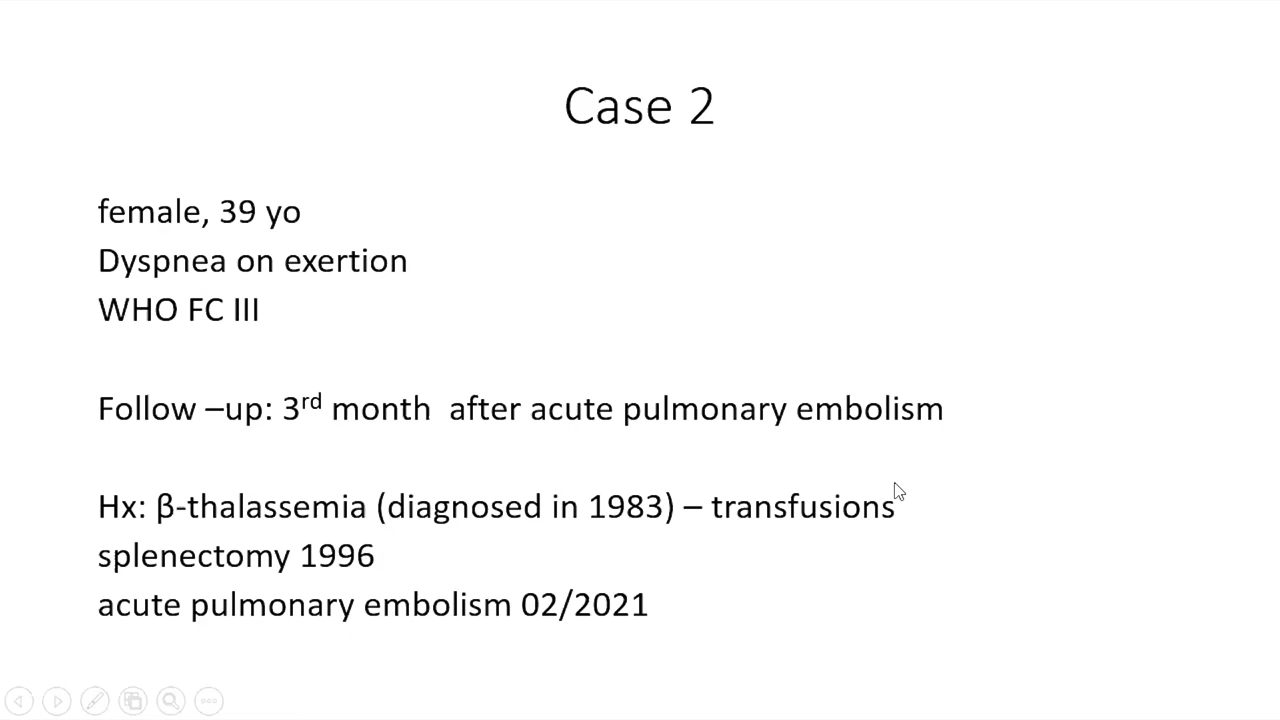 Case 2
female, 39 yo
Dyspnea on exertion
WHO FC III
Follow –up: 3rd month  after acute pulmonary embolism
Hx: β-thalassemia (diagnosed in 1983) – transfusions
splenectomy 1996
acute pulmonary embolism 02/2021